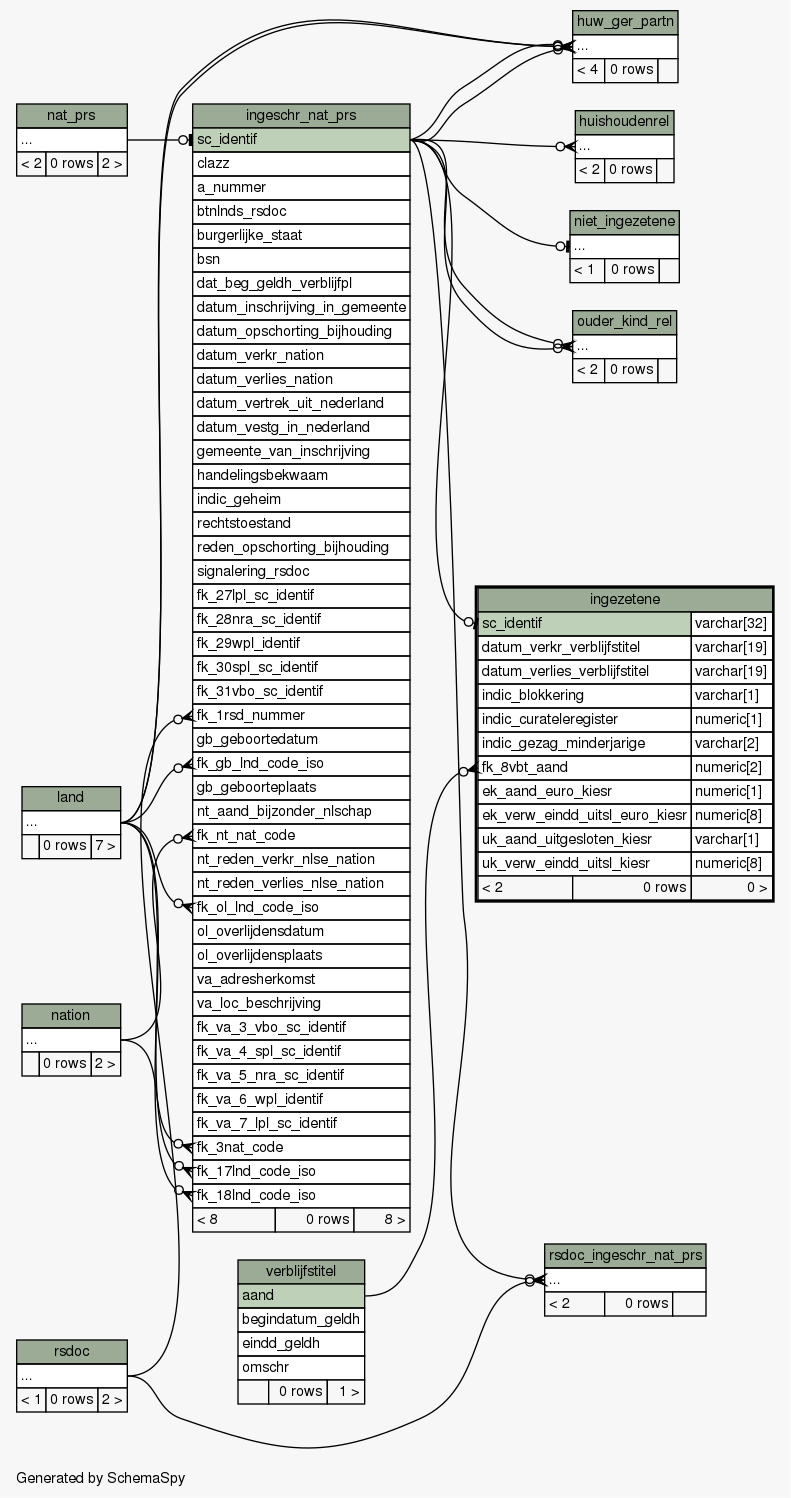 huw_ger_partn
...
< 4 0 rows
nat_prs
...
< 2 0 rows 2 >
ingeschr_nat_prs
sc_identif
clazz
a_nummer
btnlnds_rsdoc
burgerlijke_staat
bsn
dat_beg_geldh_verblijfpl
datum_inschrijving_in_gemeente
datum_opschorting_bijhouding
datum_verkr_nation
datum_verlies_nation
datum_vertrek_uit_nederland
datum_vestg_in_nederland
gemeente_van_inschrijving
handelingsbekwaam
indic_geheim
rechtstoestand
reden_opschorting_bijhouding
signalering_rsdoc
fk_27lpl_sc_identif
fk_28nra_sc_identif
fk_29wpl_identif
fk_30spl_sc_identif
fk_31vbo_sc_identif
fk_1rsd_nummer
gb_geboortedatum
fk_gb_lnd_code_iso
gb_geboorteplaats
nt_aand_bijzonder_nlschap
fk_nt_nat_code
nt_reden_verkr_nlse_nation
nt_reden_verlies_nlse_nation
fk_ol_lnd_code_iso
ol_overlijdensdatum
ol_overlijdensplaats
va_adresherkomst
va_loc_beschrijving
fk_va_3_vbo_sc_identif
fk_va_4_spl_sc_identif
fk_va_5_nra_sc_identif
fk_va_6_wpl_identif
fk_va_7_lpl_sc_identif
fk_3nat_code
fk_17lnd_code_iso
fk_18lnd_code_iso
< 8 0 rows 8 >
huishoudenrel
...
< 2 0 rows
niet_ingezetene
...
< 1 0 rows
ouder_kind_rel
...
< 2 0 rows
ingezetene
sc_identif varchar[32]
datum_verkr_verblijfstitel varchar[19]
datum_verlies_verblijfstitel varchar[19]
indic_blokkering varchar[1]
indic_curateleregister numeric[1]
indic_gezag_minderjarige varchar[2]
fk_8vbt_aand numeric[2]
ek_aand_euro_kiesr numeric[1]
ek_verw_eindd_uitsl_euro_kiesr numeric[8]
uk_aand_uitgesloten_kiesr varchar[1]
uk_verw_eindd_uitsl_kiesr numeric[8]
< 2 0 rows 0 >
land
...
0 rows 7 >
nation
...
0 rows 2 >
rsdoc_ingeschr_nat_prs
...
< 2 0 rows
verblijfstitel
aand
begindatum_geldh
eindd_geldh
omschr
0 rows 1 >
rsdoc
...
< 1 0 rows 2 >
Generated by SchemaSpy